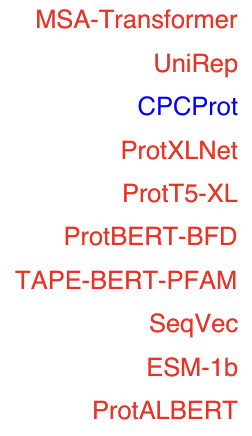 MSA-Transformer
UniRep
CPCProt
ProtXLNet
ProtT5-XL
ProtBERT-BFD
TAPE-BERT-PFAM
SeqVec
ESM-1b
ProtALBERT